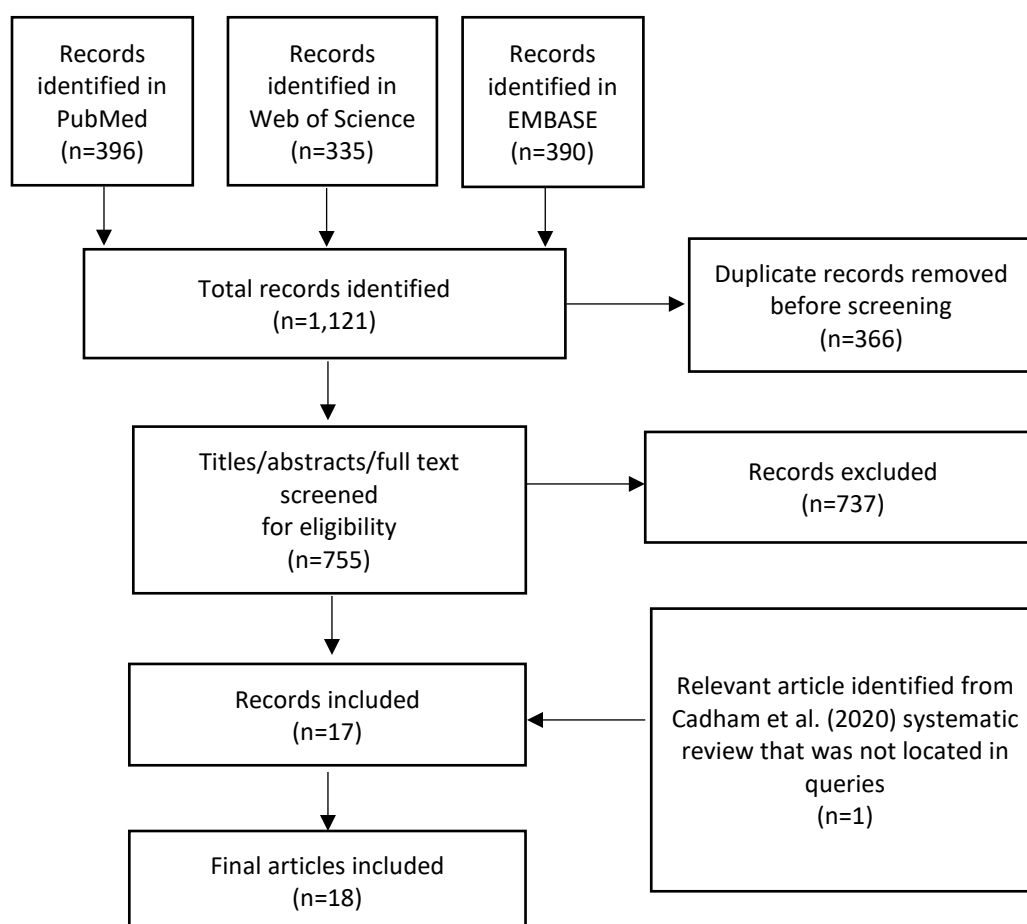 Records
identified in
PubMed
(n=396)
Records
identified in
Web of Science
(n=335)
Records
identified in
EMBASE
(n=390)
Total records identified
(n=1,121)
Duplicate records removed
before screening
(n=366)
Titles/abstracts/full text
screened
for eligibility
(n=755)
Records excluded
(n=737)
Records included
(n=17)
Relevant article identified from
Cadham et al. (2020) systematic
review that was not located in
queries
(n=1)
Final articles included
(n=18)